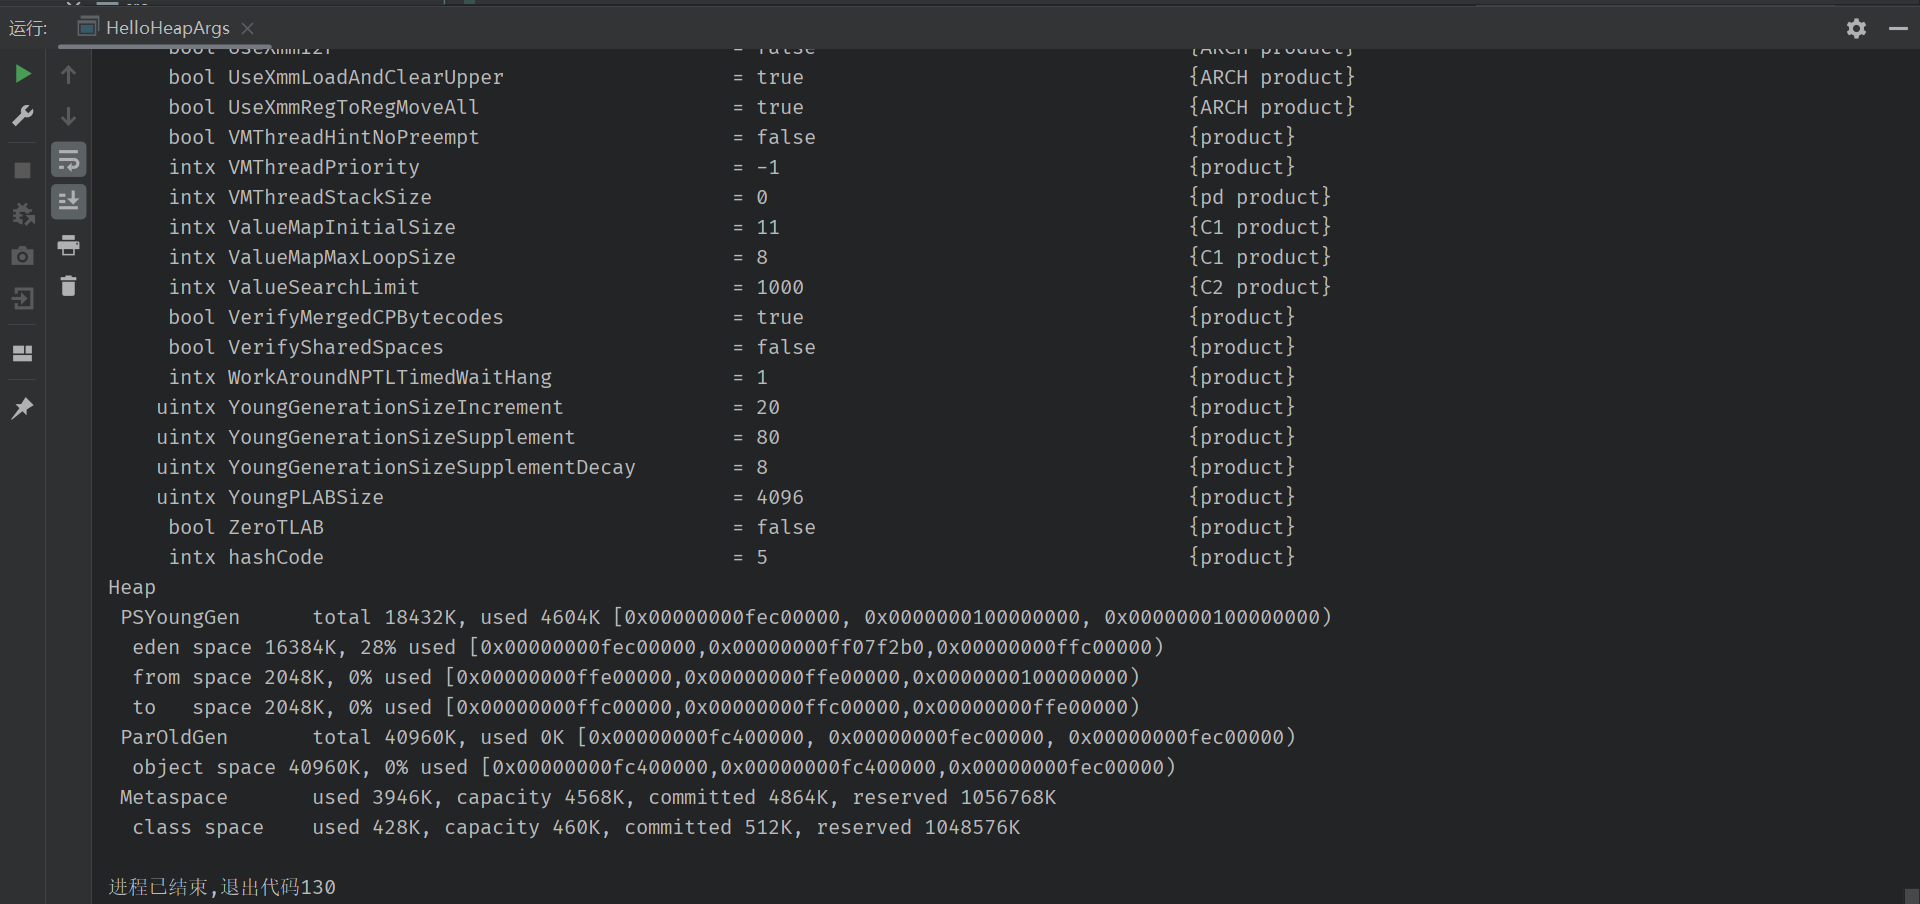 运行: HelloHeapArgs
bool UseXmmI2F = false {ARCH product}
bool UseXmmLoadAndClearUpper = true {ARCH product}
bool UseXmmRegToRegMoveAll = true {ARCH product}
bool VMThreadHintNoPreempt = false {product}
intx VMThreadPriority = -1 {product}
intx VMThreadStackSize = 0 {pd product}
intx ValueMapInitialSize = 11 {C1 product}
intx ValueMapMaxLoopSize = 8 {C1 product}
intx ValueSearchLimit = 1000 {C2 product}
bool VerifyMergedCPBytecodes = true {product}
bool VerifySharedSpaces = false {product}
intx WorkAroundNPTLTimedWaitHang = 1 {product}
uintx YoungGenerationSizeIncrement = 20 {product}
uintx YoungGenerationSizeSupplement = 80 {product}
uintx YoungGenerationSizeSupplementDecay = 8 {product}
uintx YoungPLABSize = 4096 {product}
bool ZeroTLAB = false {product}
intx hashCode = 5 {product}
Heap
PSYoungGen total 18432K, used 4604K [0x00000000fec00000, 0x0000000100000000, 0x0000000100000000)
eden space 16384K, 28% used [0x00000000fec00000,0x00000000ff07f2b0,0x00000000ffc00000)
from space 2048K, 0% used [0x00000000ffe00000,0x00000000ffe00000,0x0000000100000000)
to space 2048K, 0% used [0x00000000ffc00000,0x00000000ffc00000,0x00000000ffe00000)
ParOldGen total 40960K, used 0K [0x00000000fc400000, 0x00000000fec00000, 0x00000000fec00000)
object space 40960K, 0% used [0x00000000fc400000,0x00000000fc400000,0x00000000fec00000)
Metaspace used 3946K, capacity 4568K, committed 4864K, reserved 1056768K
class space used 428K, capacity 460K, committed 512K, reserved 1048576K
进程已结束,退出代码130